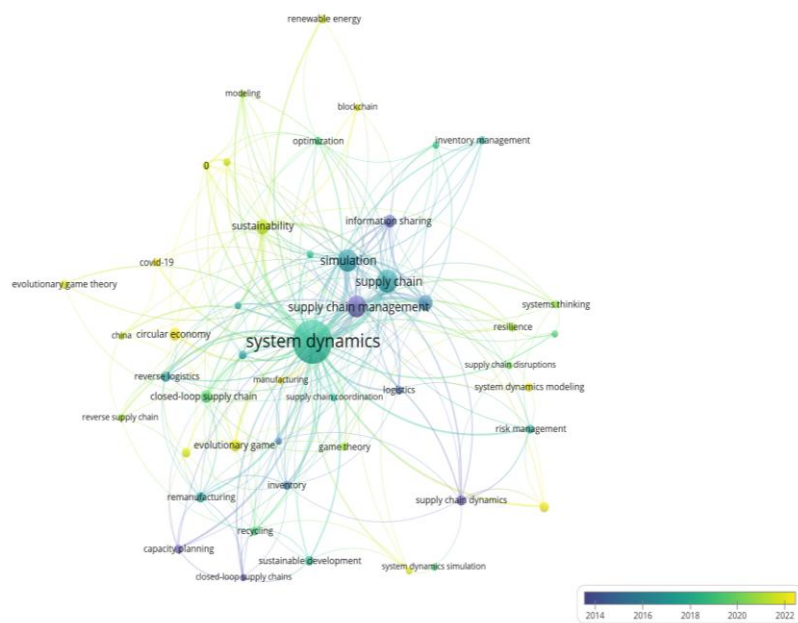 renewable energy
modeling
blockchain
optimization
inventory management
0
sustainability
information sharing
simulation
covid-19
supply chain
evolutionary game theory
supply chain management
systems thinking
resilience
china
circular economy
system dynamics
supply chain disruptions
reverse logistics
manufacturing
system dynamics modeling
logistics
closed-loop supply chain
supply chain coordination
reverse supply chain
risk management
evolutionary game
game theory
inventory
remanufacturing
supply chain dynamics
recycling
capacity planning
sustainable development
system dynamics simulation
closed-loop supply chains
2014 2016 2018 2020 2022